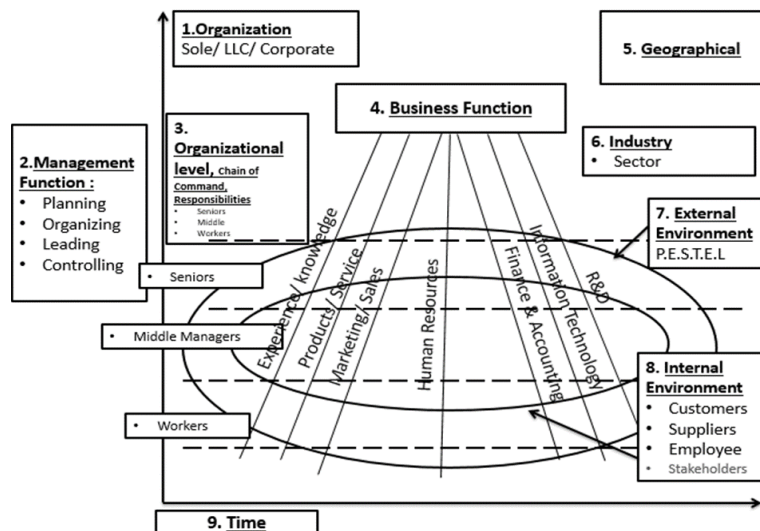 1.Organization
Sole/ LLC/ Corporate
5. Geographical
4. Business Function
2.Management
Function :
• Planning
• Organizing
• Leading
• Controlling
3.
Organizational
level, Chain of
Command,
Responsibilities
• Seniors
• Middle
• Workers
6. Industry
• Sector
7. External
Environment
P.E.S.T.E.L
• Seniors
• Middle Managers
• Workers
Experience/ knowledge
Products/ Service
Marketing/ Sales
Human Resources
Finance & Accounting
Information Technology
R&D
8. Internal
Environment
• Customers
• Suppliers
• Employee
• Stakeholders
9. Time